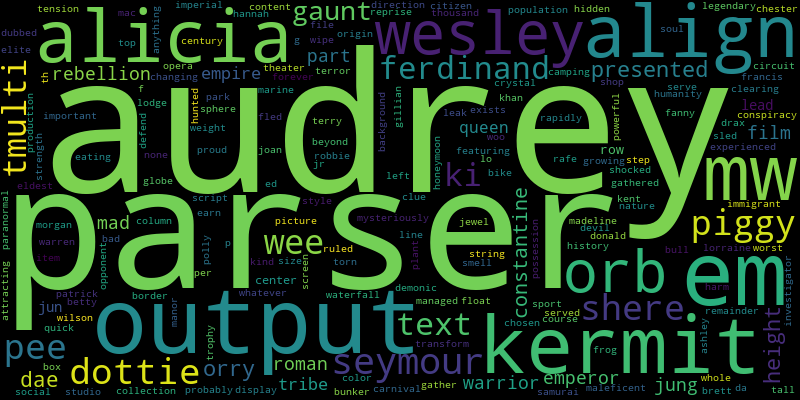 tension mac imperial hannah content gaunt direction citizen hidden legendary chester
dubbed top alicia anything century file reprise population thousand soul
elite opera g wipe origin wesley align
rebellion changing theater part ferdinand camping presented circuit
th empire terror forever marine crystal shop francis
tmulti production f lodge hunted park sphere fled background gillian leak exists khan serve humanity clearing conspiracy
important defend weight terry queen rapidly powerful lead
strength audrey beyond woo featuring row fanny film drax experienced
eating none proud joan robbie jr lo growing step sled
paranormal eldest globe ed left honeymoon ki bike rafe shocked mw
script style clue constantine gathered kent nature immigrant
morgan column earn picture mysteriously jewel madeline piggy
attracting warren mad bad opponent polly wee ruled line string donald devil history bull lorraine worst
item parser p kind size torn plant smell possession orb em
patrick per center screen demonic harm investigator
betty border manor whatever waterfall managed float sport shere
jun wilson output text served height
quick trophy transform chosen course remainder
pee box dottie orry roman seymour kermit frog ashley
dae tribe color bunker carnival gather warrior emperor jung whole tall
social studio collection probably display samurai maleficent brett da